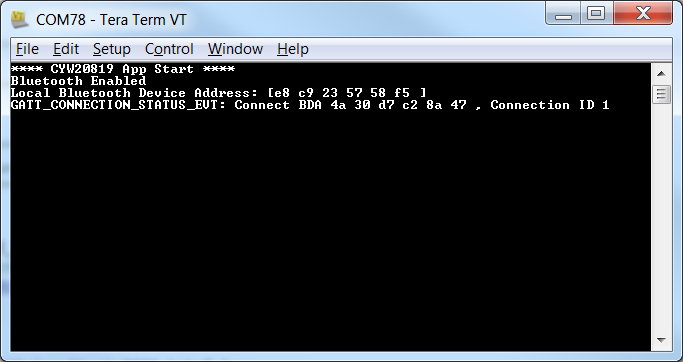 COM78 - Tera Term VT
File Edit Setup Control Window Help
**** CYW20819 App Start ****
Bluetooth Enabled
Local Bluetooth Device Address: [e8 c9 23 57 58 f5 ]
GATT_CONNECTION_STATUS_EVT: Connect BDA 4a 30 d7 c2 8a 47 , Connection ID 1